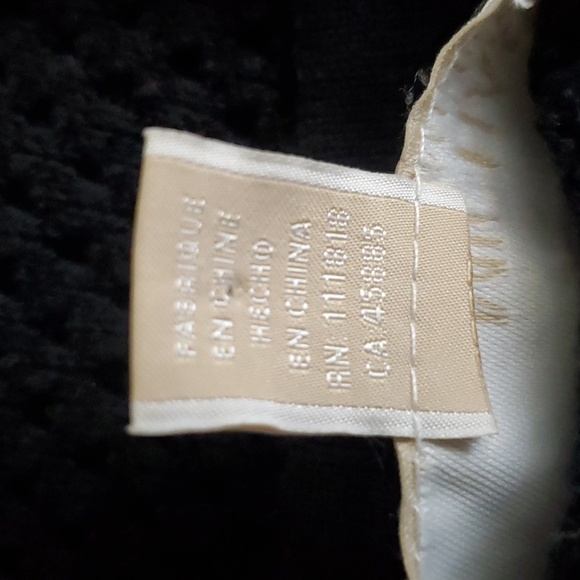 FABRIQUE
EN CHINE
HECHO
EN CHINA
RN: 111818
CA 45885